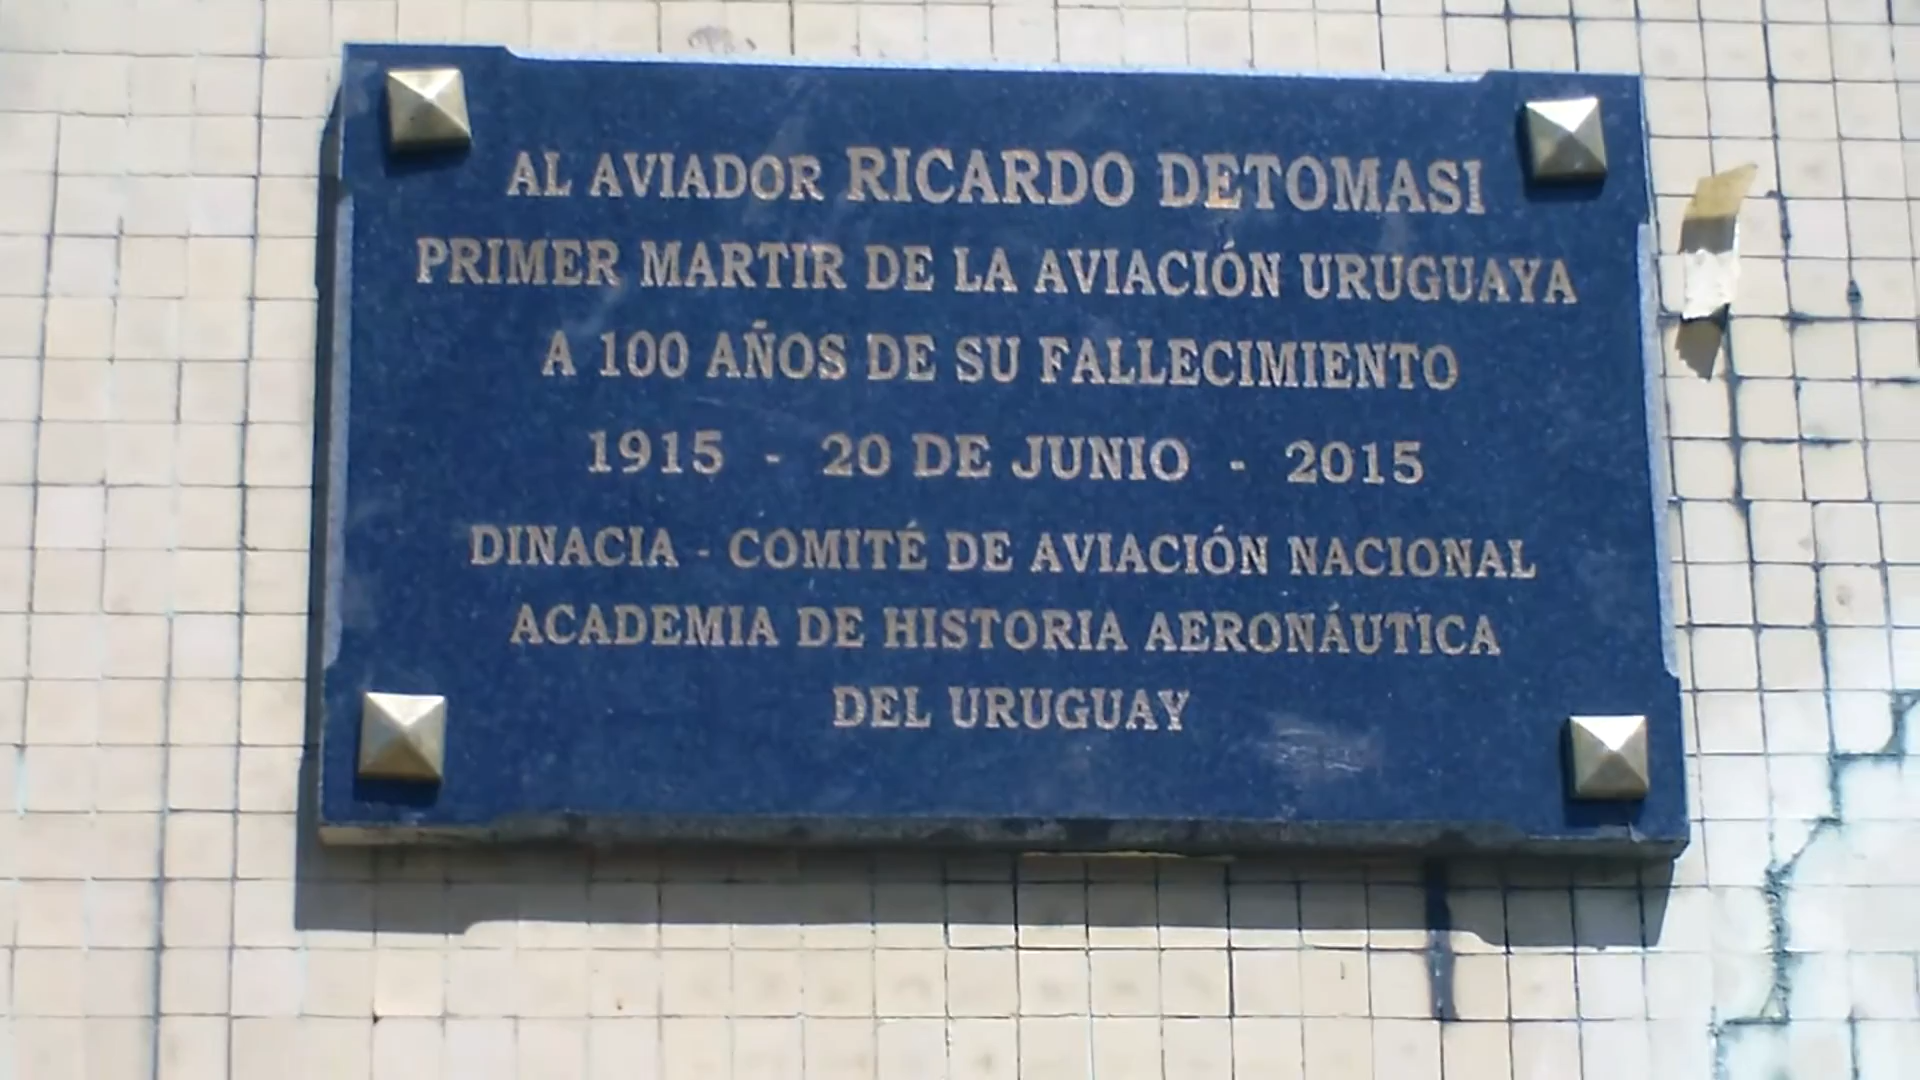 AL AVIADOR RICARDO DETOMASI
PRIMER MARTIR DE LA AVIACIÓN URUGUAYA
A 100 AÑOS DE SU FALLECIMIENTO
1915 - 20 DE JUNIO - 2015
DINACIA - COMITÉ DE AVIACIÓN NACIONAL
ACADEMIA DE HISTORIA AERONÁUTICA
DEL URUGUAY